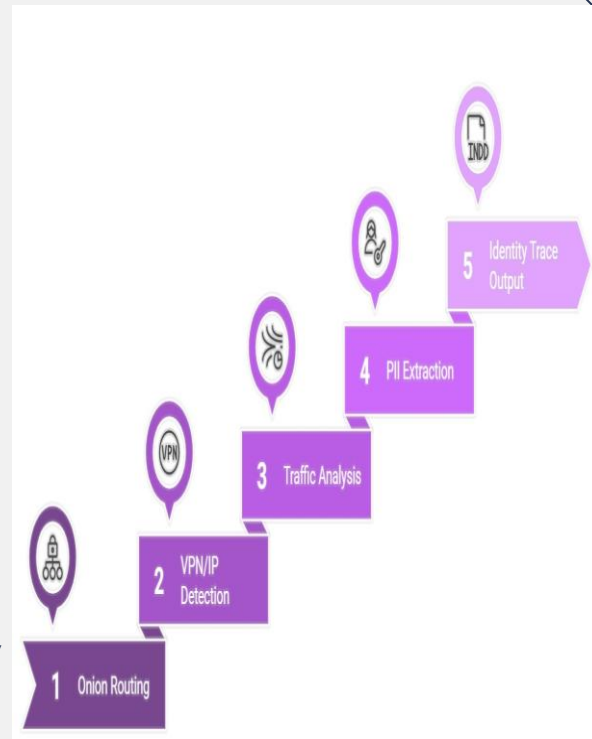 INDD
5 Identity Trace
Output
4 PII Extraction
3 Traffic Analysis
VPN
2 VPN/IP
Detection
1 Onion Routing